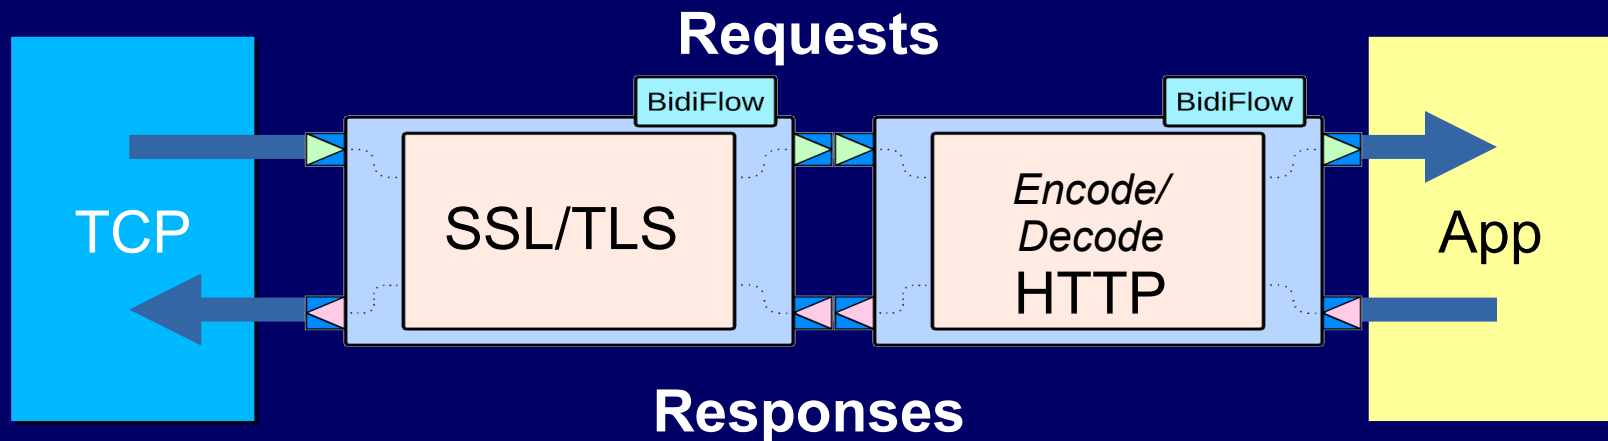 Requests
BidiFlow
BidiFlow
TCP
SSL/TLS
Encode/
Decode
HTTP
App
Responses